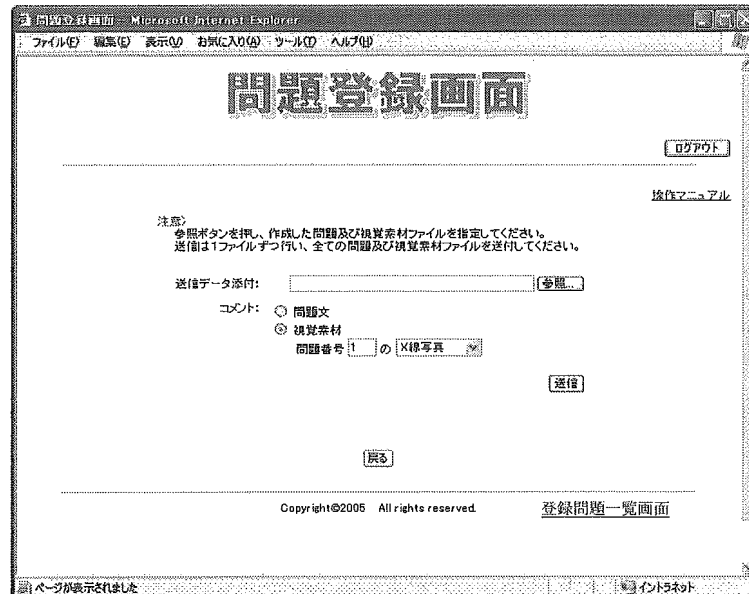 問題登録画面 - Microsoft Internet Explorer
ファイル(F) 編集(E) 表示(V) お気に入り(A) ツール(T) ヘルプ(H)
問題登録画面
ログアウト
操作マニュアル
注意)
参照ボタンを押し、作成した問題及び視覚素材ファイルを指定してください。
送信は1ファイルずつ行い、全ての問題及び視覚素材ファイルを送付してください。
送信データ添付: 参照...
コメント: 問題文
視覚素材
問題番号 1 の X線写真
送信
戻る
Copyright©2005 All rights reserved. 登録問題一覧画面
ページが表示されました イントラネット